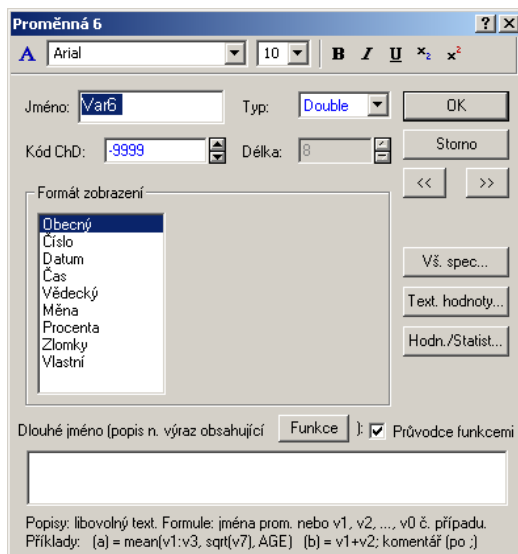 Proměnná 6
A Arial 10 B I U x2 x2
Jméno: Var6 Typ: Double OK
Kód ChD: -9999 Délka: 8 Storno
<< >>
Formát zobrazení
Obecný
Číslo
Datum
Čas
Vědecký
Měna
Procenta
Zlomky
Vlastní
Vš. spec...
Text. hodnoty...
Hodn./Statist...
Dlouhé jméno (popis n. výraz obsahující Funkce ): Průvodce funkcemi
Popisy: libovolný text. Formule: jména prom. nebo v1, v2, ..., v0 č. případu.
Příklady: (a) = mean(v1:v3, sqrt(v7), AGE) (b) = v1+v2; komentář (po ;)